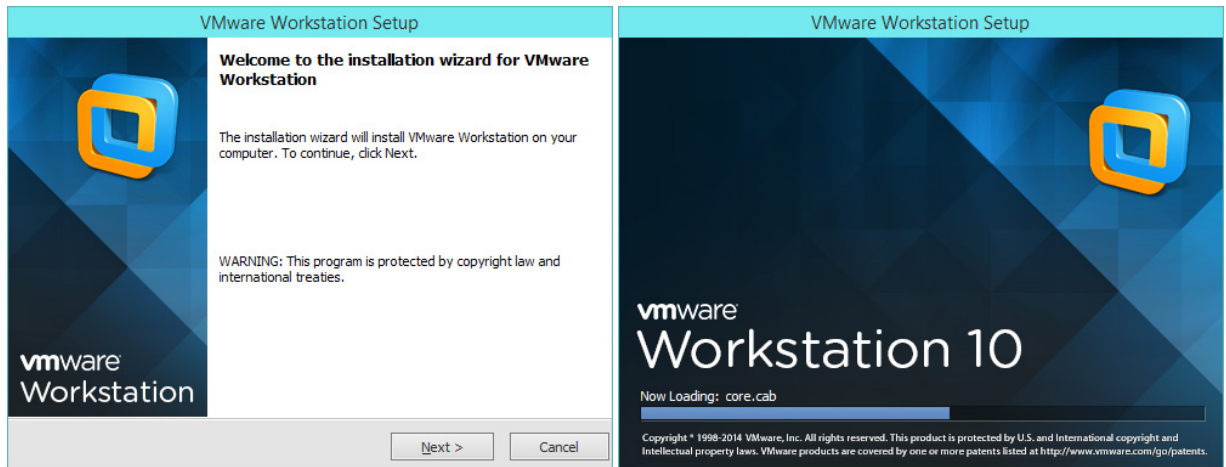 VMware Workstation Setup
Welcome to the installation wizard for VMware
Workstation
The installation wizard will install VMware Workstation on your
computer. To continue, click Next.
WARNING: This program is protected by copyright law and
international treaties.
vmware
Workstation
Next >
Cancel
VMware Workstation Setup
vmware
Workstation 10
Now Loading: core.cab
Copyright © 1998-2014 VMware, Inc. All rights reserved. This product is protected by U.S. and International copyright and
Intellectual property laws. VMware products are covered by one or more patents listed at http://www.vmware.com/go/patents.